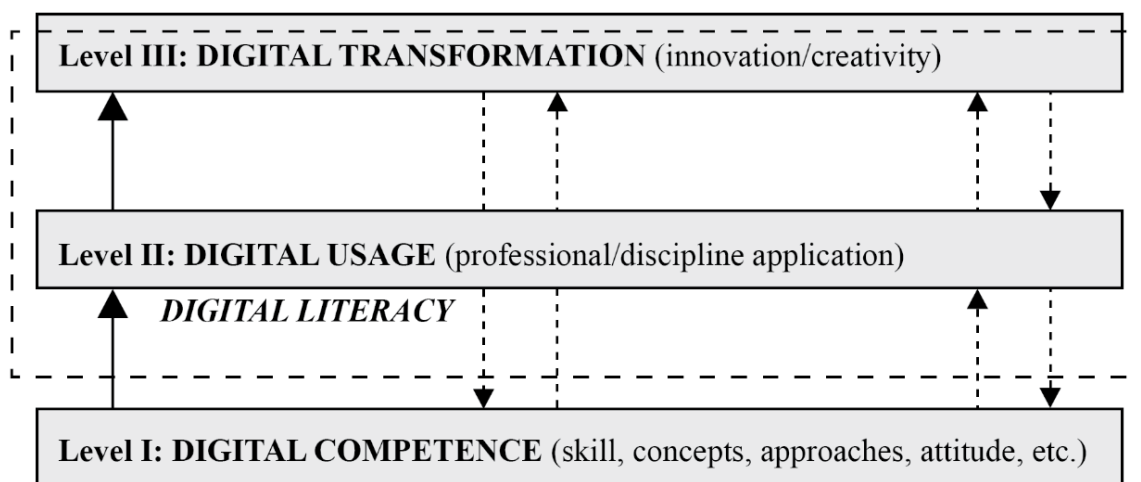 Level III: DIGITAL TRANSFORMATION (innovation/creativity)
Level II: DIGITAL USAGE (professional/discipline application)
DIGITAL LITERACY
Level I: DIGITAL COMPETENCE (skill, concepts, approaches, attitude, etc.)